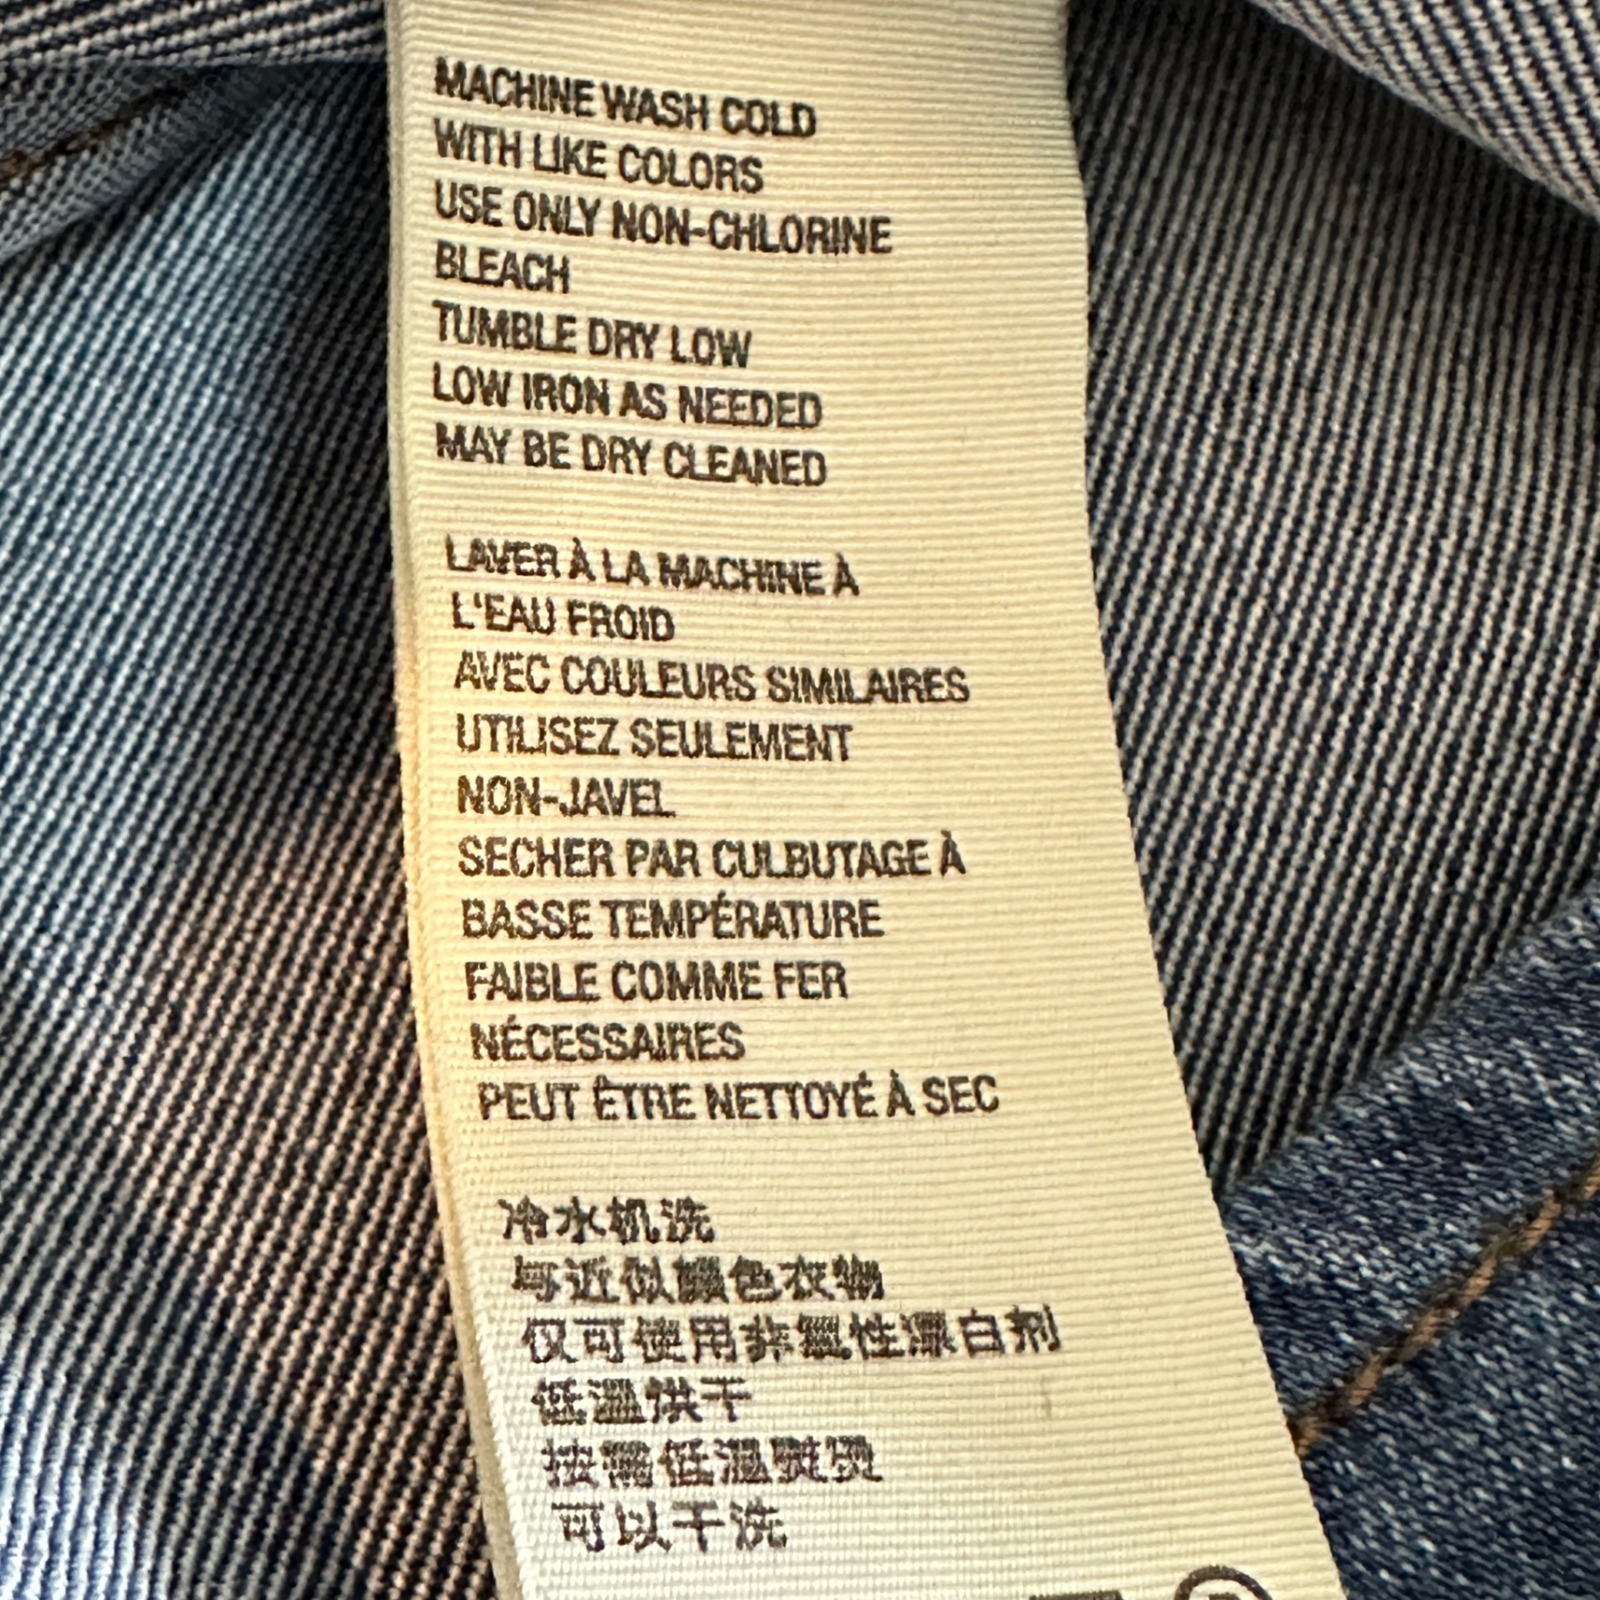 MACHINE WASH COLD
WITH LIKE COLORS
USE ONLY NON-CHLORINE
BLEACH
TUMBLE DRY LOW
LOW IRON AS NEEDED
MAY BE DRY CLEANED
LAVER À LA MACHINE À
L'EAU FROID
AVEC COULEURS SIMILAIRES
UTILISEZ SEULEMENT
NON-JAVEL
SECHER PAR CULBUTAGE À
BASSE TEMPÉRATURE
FAIBLE COMME FER
NÉCESSAIRES
PEUT ÊTRE NETTOYÉ À SEC
冷水机洗
与近似颜色衣物
仅可使用非氯性漂白剂
低温烘干
按需低温熨烫
可以干洗